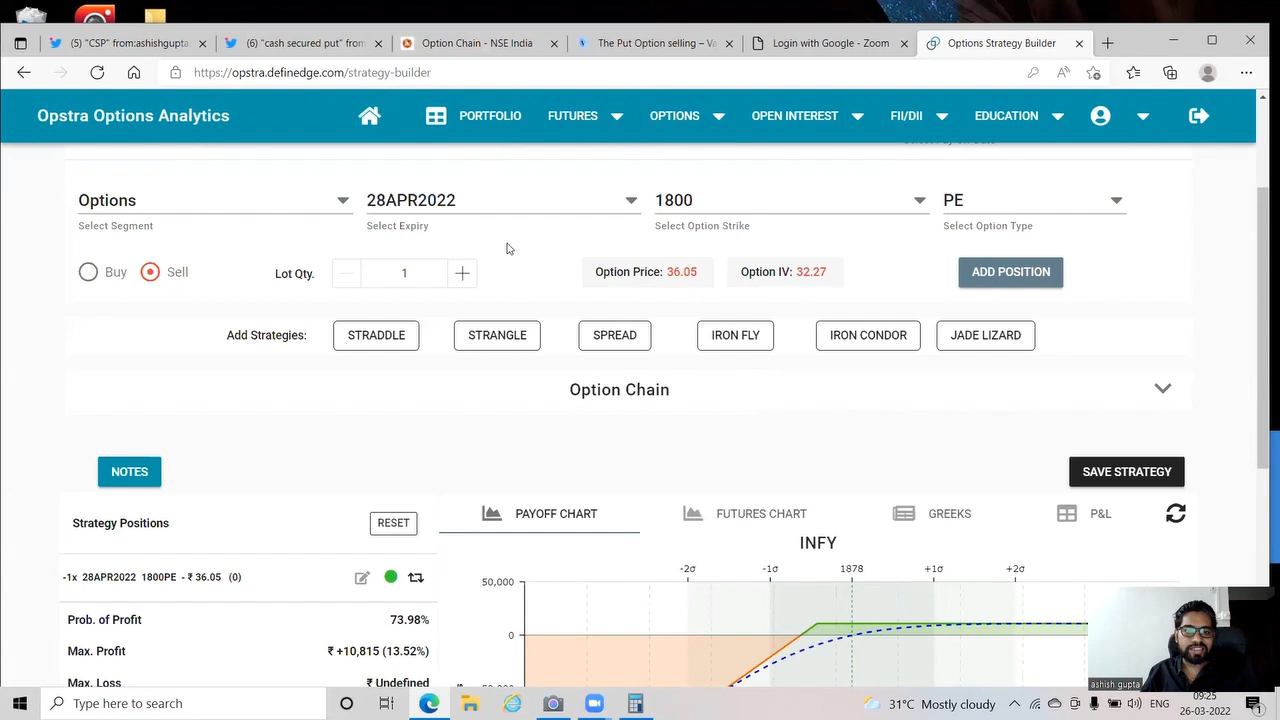 (5) "CSP" from:ashishgupta
(6) "cash secured put" from
Option Chain - NSE India
The Put Option selling – Va
Login with Google - Zoom
Options Strategy Builder
https://opstra.definedge.com/strategy-builder
Opstra Options Analytics
PORTFOLIO
FUTURES
OPTIONS
OPEN INTEREST
FII/DII
EDUCATION
Options
28APR2022
1800
PE
Select Segment
Select Expiry
Select Option Strike
Select Option Type
Buy
Sell
Lot Qty.
1
Option Price: 36.05
Option IV: 32.27
ADD POSITION
Add Strategies:
STRADDLE
STRANGLE
SPREAD
IRON FLY
IRON CONDOR
JADE LIZARD
Option Chain
NOTES
SAVE STRATEGY
Strategy Positions
RESET
PAYOFF CHART
FUTURES CHART
GREEKS
P&L
INFY
-1x 28APR2022 1800PE - ₹ 36.05 (0)
-2σ
-1σ
1878
+1σ
+2σ
50,000
0
Prob. of Profit
73.98%
Max. Profit
₹ +10,815 (13.52%)
Max. Loss
₹ Undefined
ashish gupta
Type here to search
31°C Mostly cloudy
ENG
09:25
26-03-2022